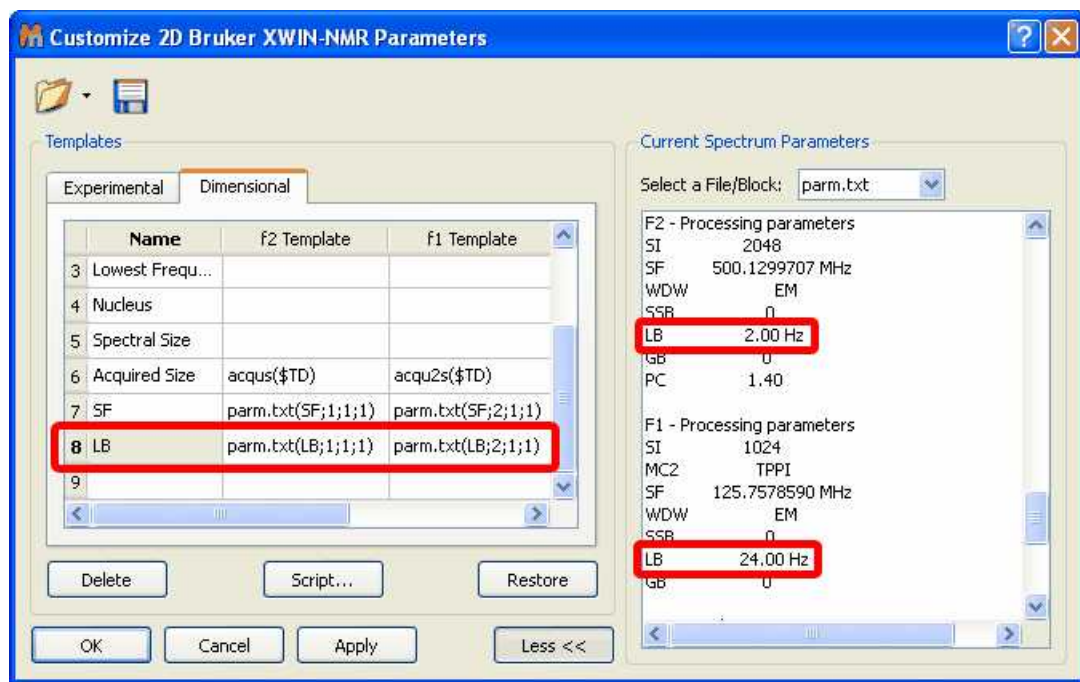 Customize 2D Bruker XWIN-NMR Parameters
Templates
Experimental Dimensional
Name f2 Template f1 Template
3 Lowest Frequ...
4 Nucleus
5 Spectral Size
6 Acquired Size acqus($TD) acqu2s($TD)
7 SF parm.txt(SF;1;1;1) parm.txt(SF;2;1;1)
8 LB parm.txt(LB;1;1;1) parm.txt(LB;2;1;1)
9
Delete Script... Restore
OK Cancel Apply Less <<
Current Spectrum Parameters
Select a File/Block: parm.txt
F2 - Processing parameters
SI 2048
SF 500.1299707 MHz
WDW EM
SSB 0
LB 2.00 Hz
GB 0
PC 1.40
F1 - Processing parameters
SI 1024
MC2 TPPI
SF 125.7578590 MHz
WDW EM
SSB 0
LB 24.00 Hz
GB 0